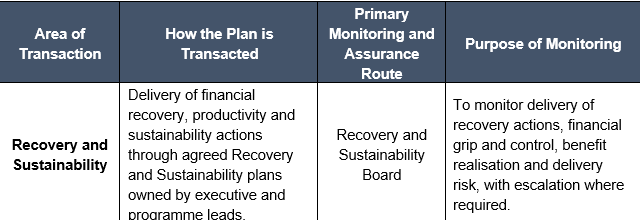 Area of
Transaction
How the Plan is
Transacted
Primary
Monitoring and
Assurance
Route
Purpose of Monitoring
Recovery and
Sustainability
Delivery of financial
recovery, productivity and
sustainability actions
through agreed Recovery
and Sustainability plans
owned by executive and
programme leads.
Recovery and
Sustainability
Board
To monitor delivery of
recovery actions, financial
grip and control, benefit
realisation and delivery
risk, with escalation where
required.